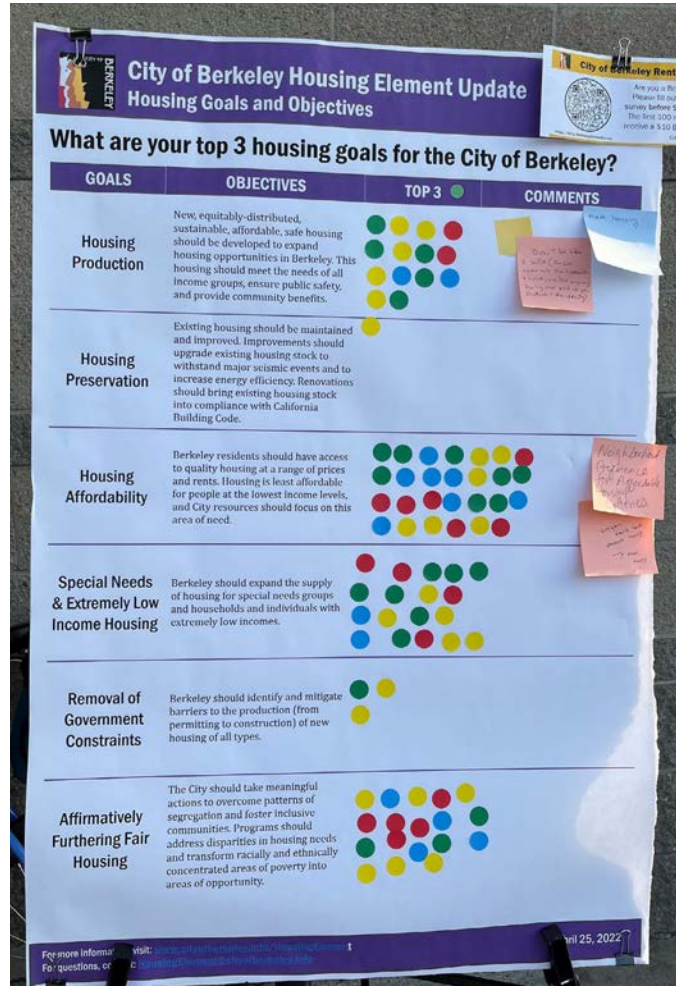 CITY OF
BERKELEY
City of Berkeley Housing Element Update
Housing Goals and Objectives
City of Berkeley Rent
Are you a
Please fill out
survey before
The first 100
receive a $10
What are your top 3 housing goals for the City of Berkeley?
GOALS
OBJECTIVES
TOP 3
COMMENTS
Housing
Production
New, equitably-distributed,
sustainable, affordable, safe housing
should be developed to expand
housing opportunities in Berkeley. This
housing should meet the needs of all
income groups, ensure public safety,
and provide community benefits.
Housing
Preservation
Existing housing should be maintained
and improved. Improvements should
upgrade existing housing stock to
withstand major seismic events and to
increase energy efficiency. Renovations
should bring existing housing stock
into compliance with California
Building Code.
Housing
Affordability
Berkeley residents should have access
to quality housing at a range of prices
and rents. Housing is least affordable
for people at the lowest income levels,
and City resources should focus on this
area of need.
Neighborhood
for Affordable
Special Needs
& Extremely Low
Income Housing
Berkeley should expand the supply
of housing for special needs groups
and households and individuals with
extremely low incomes.
Removal of
Government
Constraints
Berkeley should identify and mitigate
barriers to the production (from
permitting to construction) of new
housing of all types.
Affirmatively
Furthering Fair
Housing
The City should take meaningful
actions to overcome patterns of
segregation and foster inclusive
communities. Programs should
address disparities in housing needs
and transform racially and ethnically
concentrated areas of poverty into
areas of opportunity.
For more informat visit:
For questions, co
ril 25, 2022